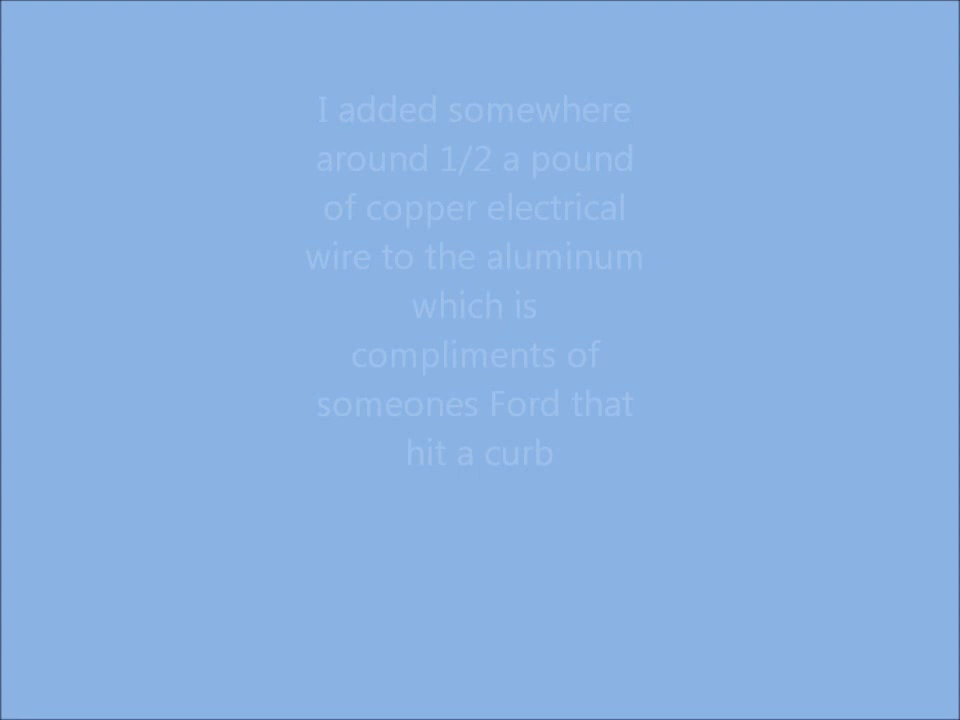 I added somewhere
around 1/2 a pound
of copper electrical
wire to the aluminum
which is
compliments of
someones Ford that
hit a curb